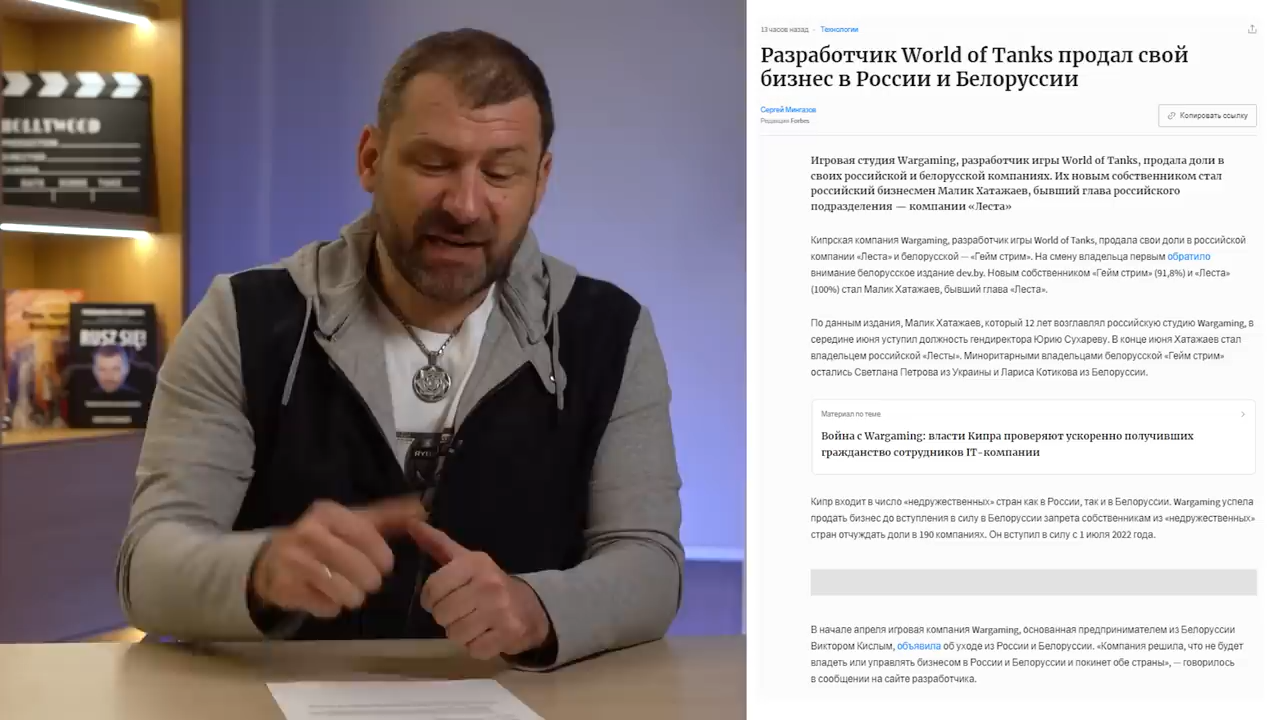 HOLLYWOOD
PRODUCTION
DIRECTOR
CAMERA
DATE SCENE TAKE
RUSZ SIĘ!
13 часов назад · Технологии
Разработчик World of Tanks продал свой
бизнес в России и Белоруссии
Сергей Мингазов
Редакция Forbes
Копировать ссылку
Игровая студия Wargaming, разработчик игры World of Tanks, продала доли в
своих российской и белорусской компаниях. Их новым собственником стал
российский бизнесмен Малик Хатажаев, бывший глава российского
подразделения — компании «Леста»
Кипрская компания Wargaming, разработчик игры World of Tanks, продала свои доли в российской
компании «Леста» и белорусской — «Гейм стрим». На смену владельца первым обратило
внимание белорусское издание dev.by. Новым собственником «Гейм стрим» (91,8%) и «Леста»
(100%) стал Малик Хатажаев, бывший глава «Леста».
По данным издания, Малик Хатажаев, который 12 лет возглавлял российскую студию Wargaming, в
середине июня уступил должность гендиректора Юрию Сухареву. В конце июня Хатажаев стал
владельцем российской «Лесты». Миноритарными владельцами белорусской «Гейм стрим»
остались Светлана Петрова из Украины и Лариса Котикова из Белоруссии.
Материал по теме
Война с Wargaming: власти Кипра проверяют ускоренно получивших
гражданство сотрудников IT-компании
Кипр входит в число «недружественных» стран как в России, так и в Белоруссии. Wargaming успела
продать бизнес до вступления в силу в Белоруссии запрета собственникам из «недружественных»
стран отчуждать доли в 190 компаниях. Он вступил в силу с 1 июля 2022 года.
В начале апреля игровая компания Wargaming, основанная предпринимателем из Белоруссии
Виктором Кислым, объявила об уходе из России и Белоруссии. «Компания решила, что не будет
владеть или управлять бизнесом в России и Белоруссии и покинет обе страны», — говорилось
в сообщении на сайте разработчика.